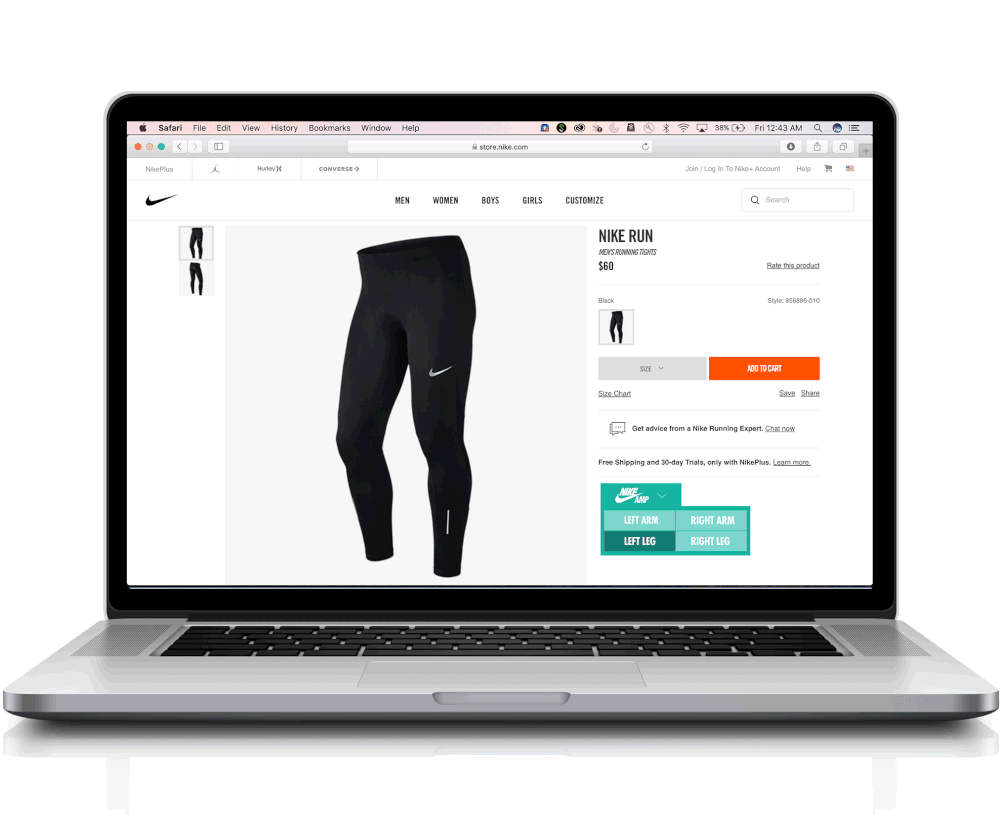 Safari File Edit View History Bookmarks Window Help 38% Fri 12:43 AM
store.nike.com
NikePlus Hurley CONVERSE Join / Log In To Nike+ Account Help
MEN WOMEN BOYS GIRLS CUSTOMIZE Search
NIKE RUN
MEN'S RUNNING TIGHTS
$60 Rate this product
Black Style: 856886-010
SIZE ADD TO CART
Size Chart Save Share
Get advice from a Nike Running Expert. Chat now
Free Shipping and 30-day Trials, only with NikePlus. Learn more.
NIKE
AMP
LEFT ARM RIGHT ARM
LEFT LEG RIGHT LEG